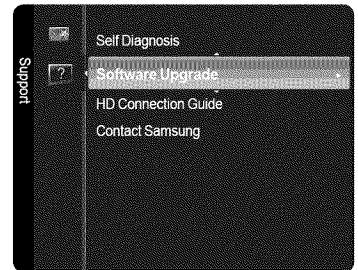 Support
Self Diagnosis
Software Upgrade
HD Connection Guide
Contact Samsung